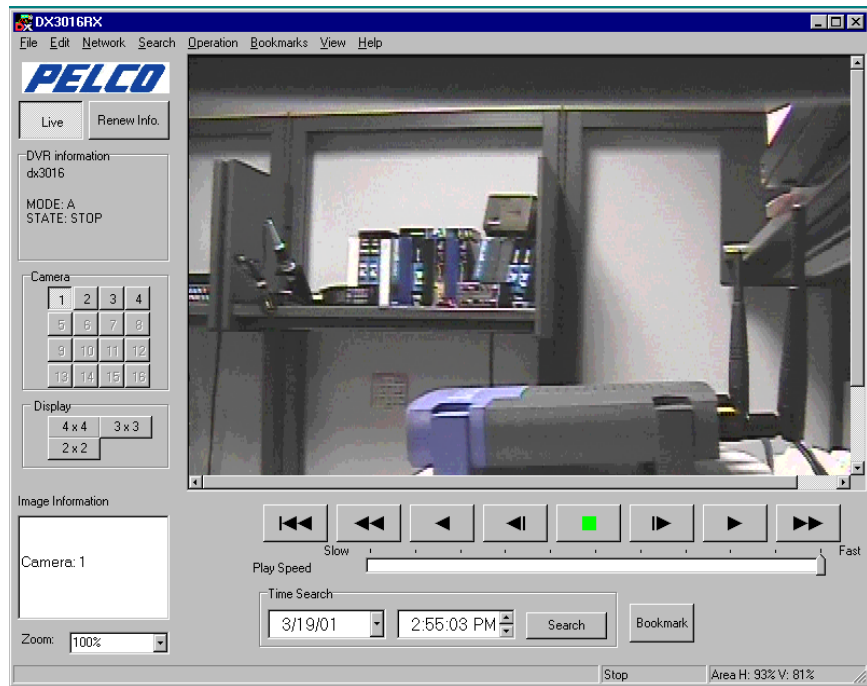 DX3016RX
File Edit Network Search Operation Bookmarks View Help
PELCO
Live Renew Info.
DVR information
dx3016
MODE: A
STATE: STOP
Camera
1 2 3 4
5 6 7 8
9 10 11 12
13 14 15 16
Display
4 x 4 3 x 3
2 x 2
Image Information
Camera: 1
Zoom: 100%
Slow Fast
Play Speed
Time Search
3/19/01 2:55:03 PM Search Bookmark
Stop Area H: 93% V: 81%